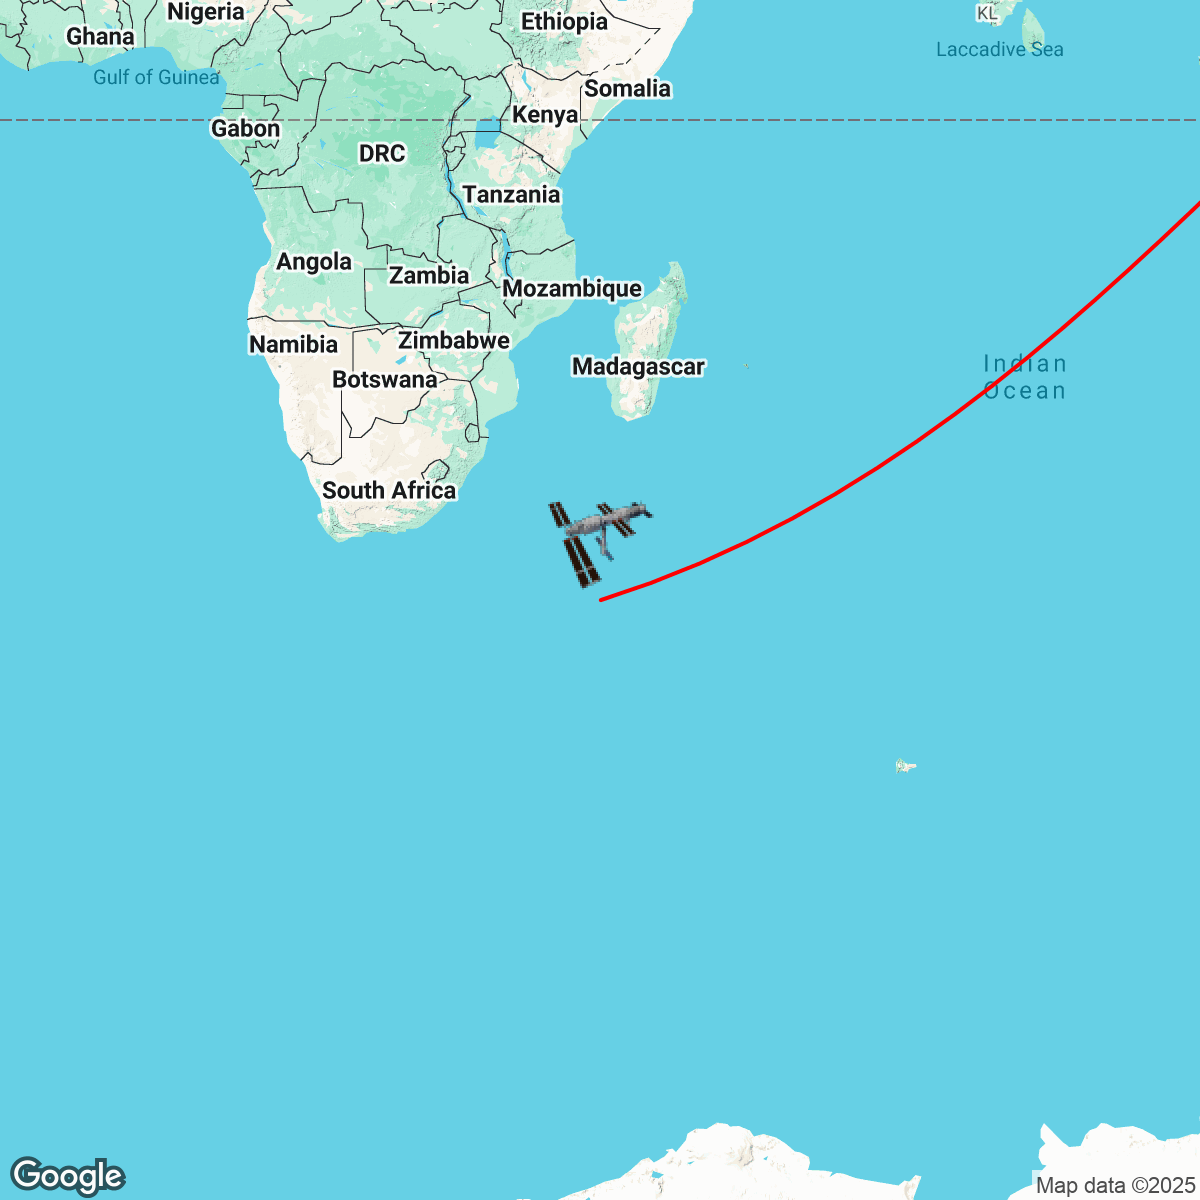 Nigeria
KL
Ethiopia
Ghana
Laccadive Sea
Gulf of Guinea
Somalia
Kenya
Gabon
DRC
Tanzania
Angola
Zambia
Mozambique
Namibia
Zimbabwe
Madagascar
Indian
Ocean
Botswana
South Africa
Google
Map data ©2025